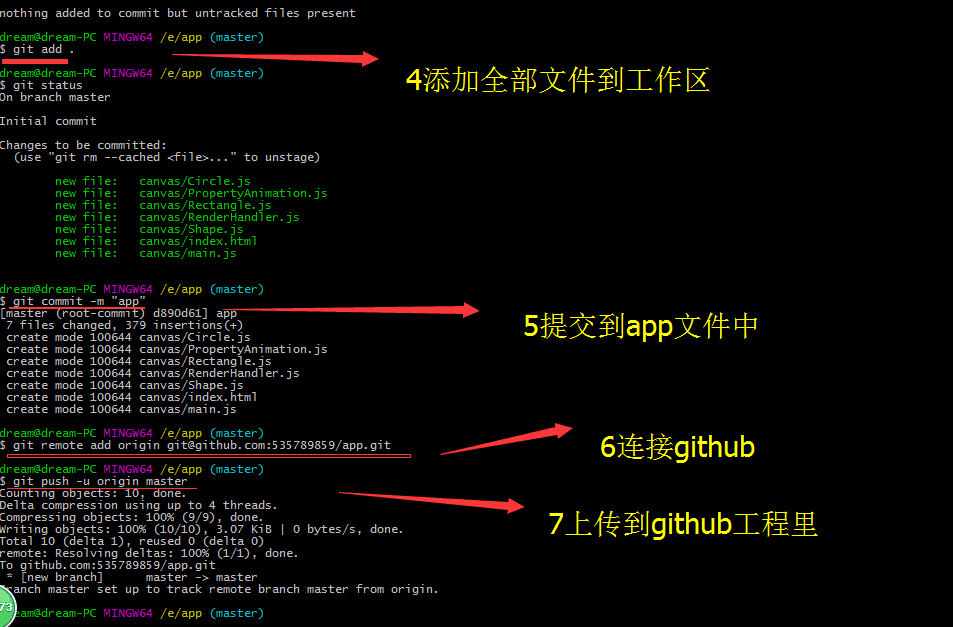 nothing added to commit but untracked files present
dream@dream-PC MINGW64 /e/app (master)
$ git add .
4添加全部文件到工作区
dream@dream-PC MINGW64 /e/app (master)
$ git status
On branch master
Initial commit
Changes to be committed:
(use "git rm --cached <file>..." to unstage)
new file: canvas/Circle.js
new file: canvas/PropertyAnimation.js
new file: canvas/Rectangle.js
new file: canvas/RenderHandler.js
new file: canvas/Shape.js
new file: canvas/index.html
new file: canvas/main.js
dream@dream-PC MINGW64 /e/app (master)
$ git commit -m "app"
[master (root-commit) d890d61] app
5提交到app文件中
7 files changed, 379 insertions(+)
create mode 100644 canvas/Circle.js
create mode 100644 canvas/PropertyAnimation.js
create mode 100644 canvas/Rectangle.js
create mode 100644 canvas/RenderHandler.js
create mode 100644 canvas/Shape.js
create mode 100644 canvas/index.html
create mode 100644 canvas/main.js
dream@dream-PC MINGW64 /e/app (master)
$ git remote add origin git@github.com:535789859/app.git
6连接github
dream@dream-PC MINGW64 /e/app (master)
$ git push -u origin master
Counting objects: 10, done.
Delta compression using up to 4 threads.
Compressing objects: 100% (9/9), done.
7上传到github工程里
Writing objects: 100% (10/10), 3.07 KiB | 0 bytes/s, done.
Total 10 (delta 1), reused 0 (delta 0)
remote: Resolving deltas: 100% (1/1), done.
To github.com:535789859/app.git
* [new branch] master -> master
Branch master set up to track remote branch master from origin.
73
dream@dream-PC MINGW64 /e/app (master)